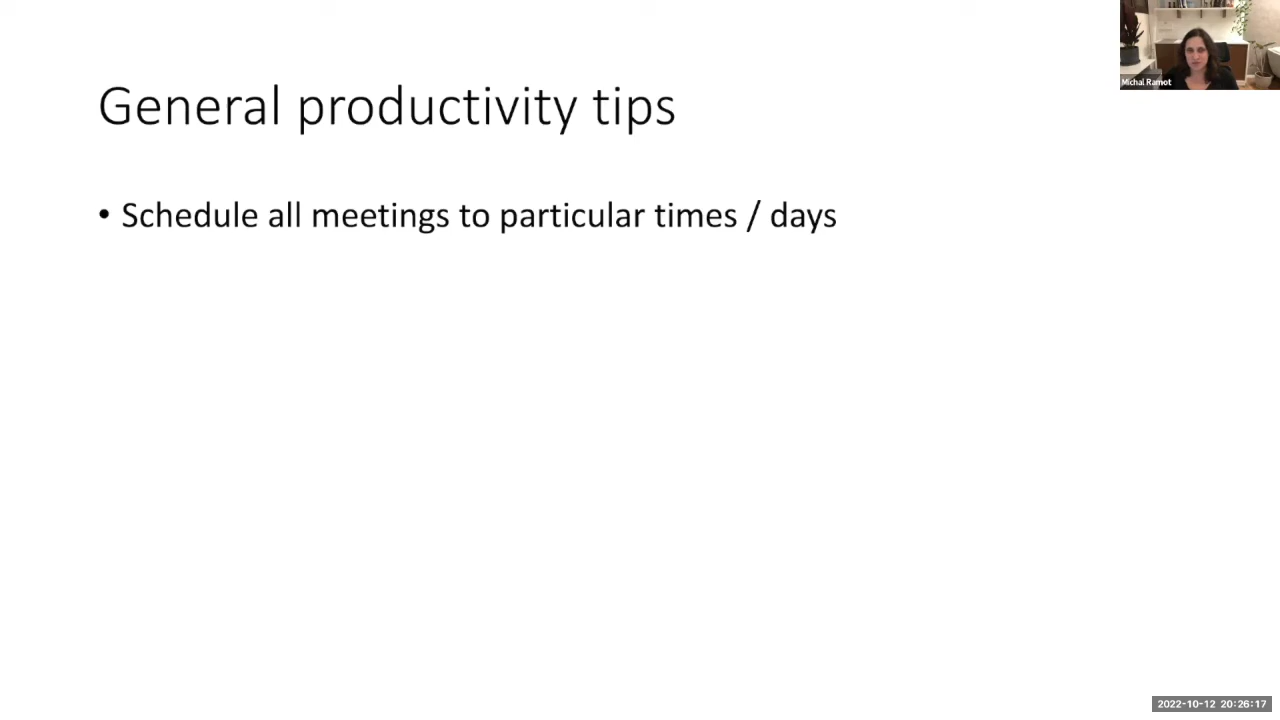 General productivity tips
• Schedule all meetings to particular times / days
Michal Ramot
2022-10-12 20:26:17